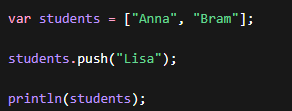 var students = ["Anna", "Bram"];
students.push("Lisa");
println(students);